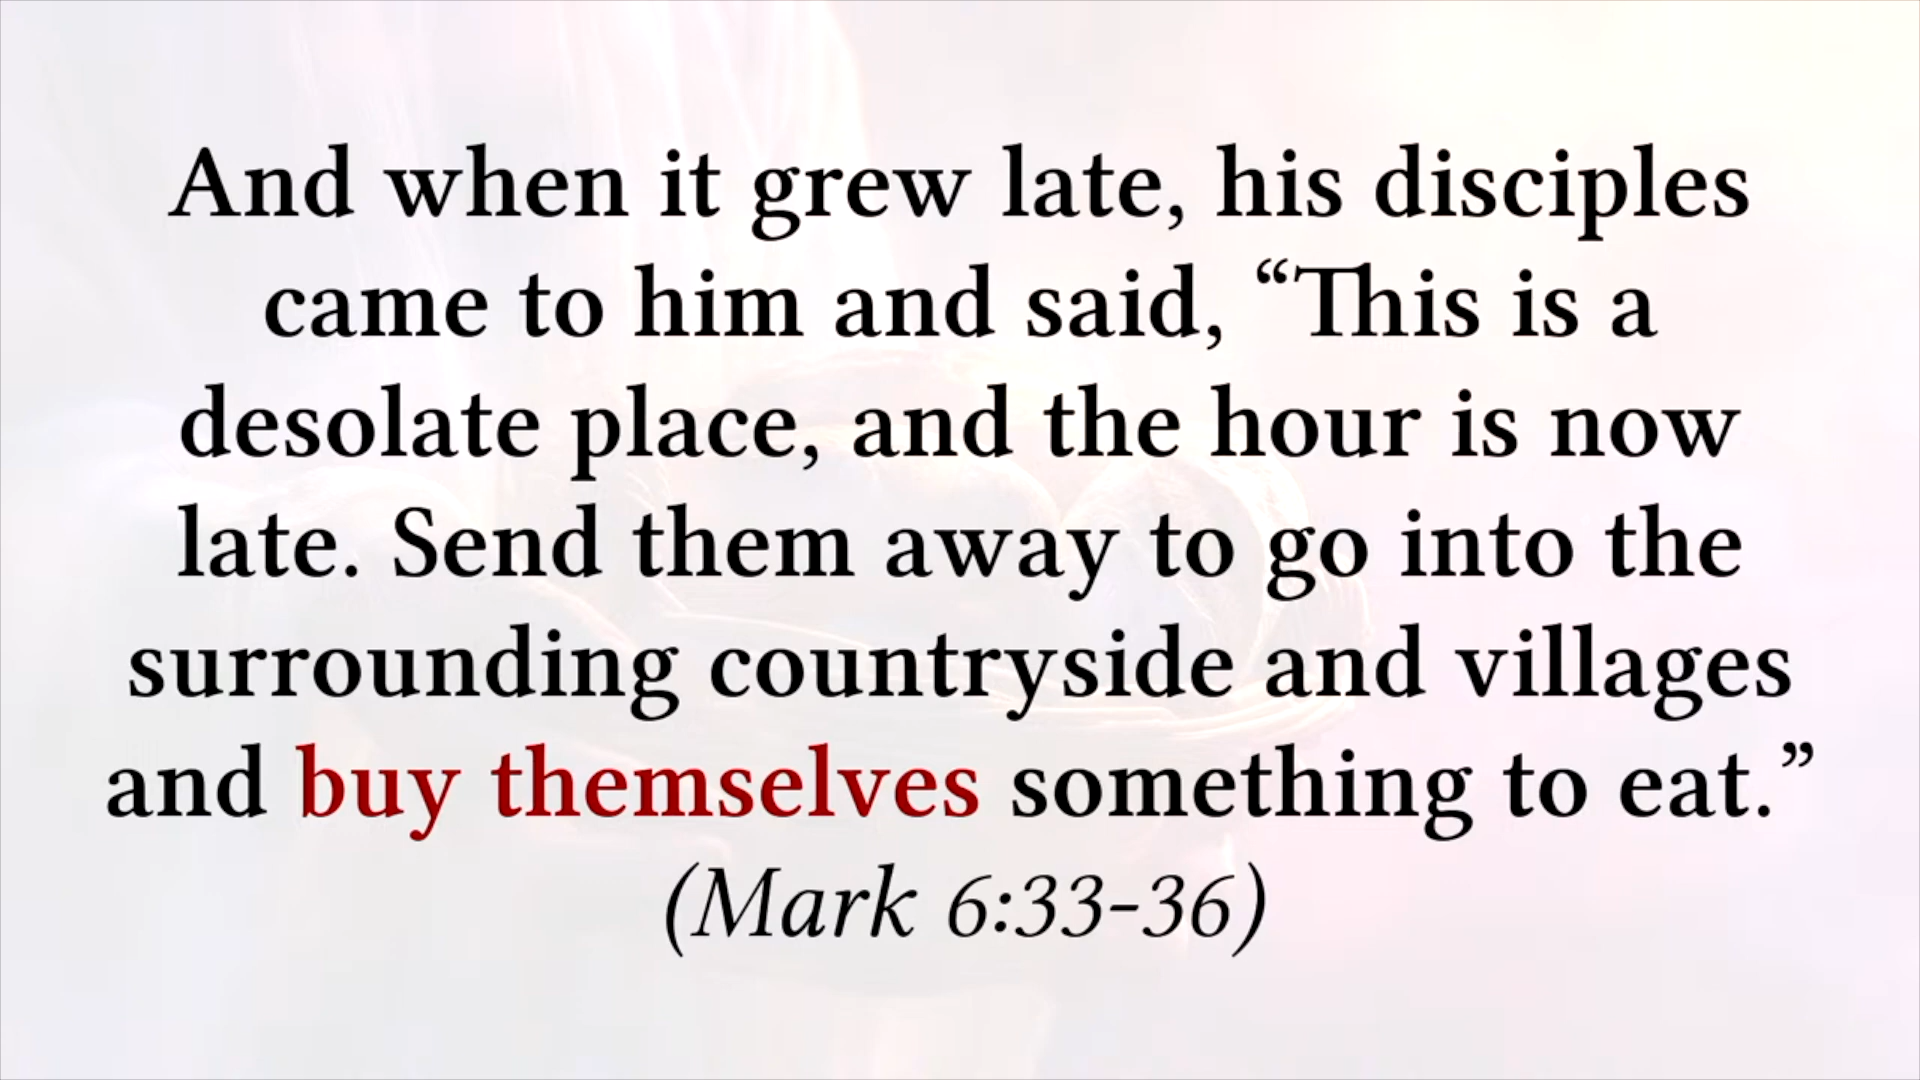 And when it grew late, his disciples
came to him and said, “This is a
desolate place, and the hour is now
late. Send them away to go into the
surrounding countryside and villages
and buy themselves something to eat.”
(Mark 6:33-36)